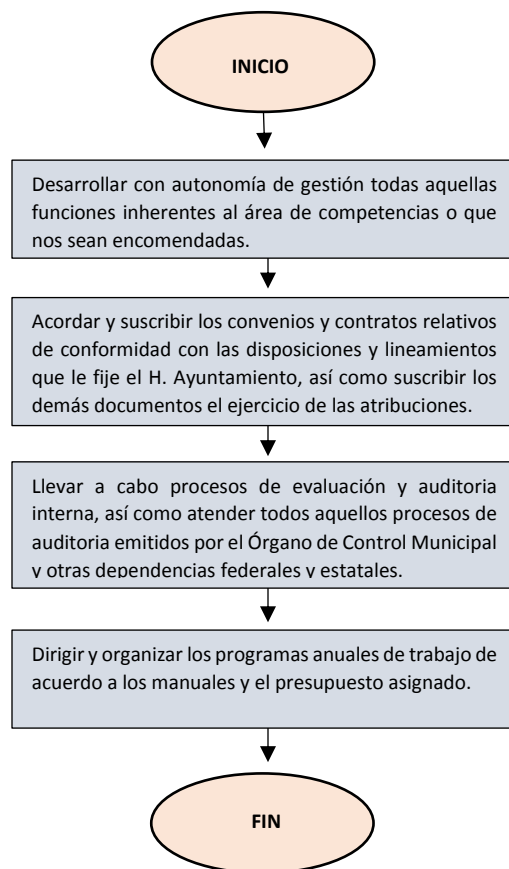 INICIO
Desarrollar con autonomía de gestión todas aquellas
funciones inherentes al área de competencias o que
nos sean encomendadas.
Acordar y suscribir los convenios y contratos relativos
de conformidad con las disposiciones y lineamientos
que le fije el H. Ayuntamiento, así como suscribir los
demás documentos el ejercicio de las atribuciones.
Llevar a cabo procesos de evaluación y auditoria
interna, así como atender todos aquellos procesos de
auditoria emitidos por el Órgano de Control Municipal
y otras dependencias federales y estatales.
Dirigir y organizar los programas anuales de trabajo de
acuerdo a los manuales y el presupuesto asignado.
FIN